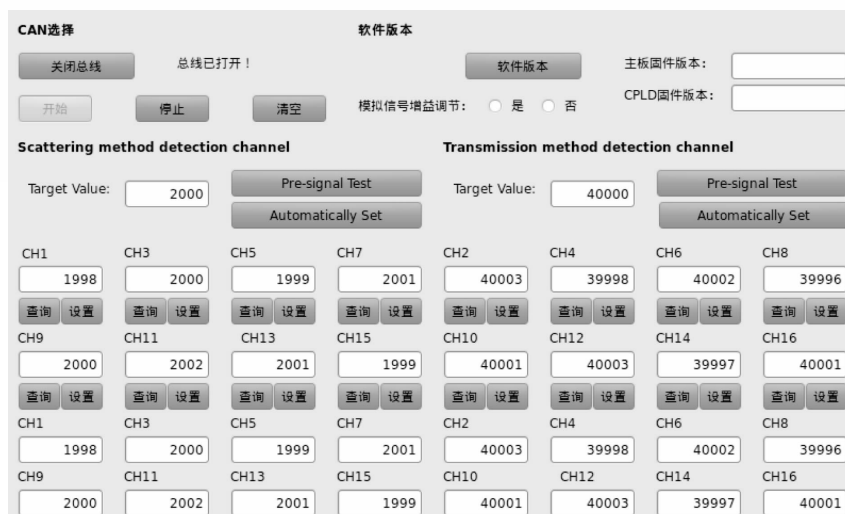 CAN选择 软件版本
关闭总线 总线已打开！ 软件版本 主板固件版本：
开始 停止 清空 模拟信号增益调节： 是 否 CPLD固件版本：
Scattering method detection channel Transmission method detection channel
Target Value: 2000 Pre-signal Test Target Value: 40000 Pre-signal Test
Automatically Set Automatically Set
CH1 CH3 CH5 CH7 CH2 CH4 CH6 CH8
1998 2000 1999 2001 40003 39998 40002 39996
查询 设置 查询 设置 查询 设置 查询 设置 查询 设置 查询 设置 查询 设置 查询 设置
CH9 CH11 CH13 CH15 CH10 CH12 CH14 CH16
2000 2002 2001 1999 40001 40003 39997 40001
查询 设置 查询 设置 查询 设置 查询 设置 查询 设置 查询 设置 查询 设置 查询 设置
CH1 CH3 CH5 CH7 CH2 CH4 CH6 CH8
1998 2000 1999 2001 40003 39998 40002 39996
CH9 CH11 CH13 CH15 CH10 CH12 CH14 CH16
2000 2002 2001 1999 40001 40003 39997 40001